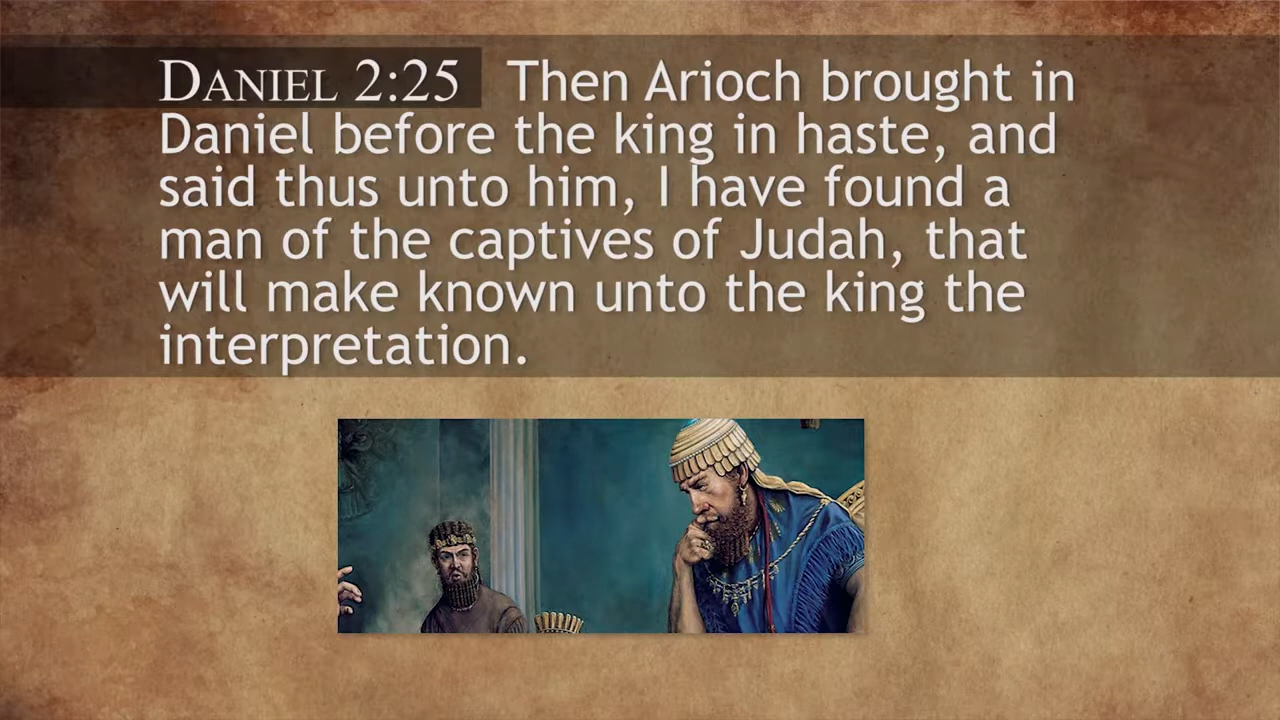 DANIEL 2:25 Then Arioch brought in
Daniel before the king in haste, and
said thus unto him, I have found a
man of the captives of Judah, that
will make known unto the king the
interpretation.